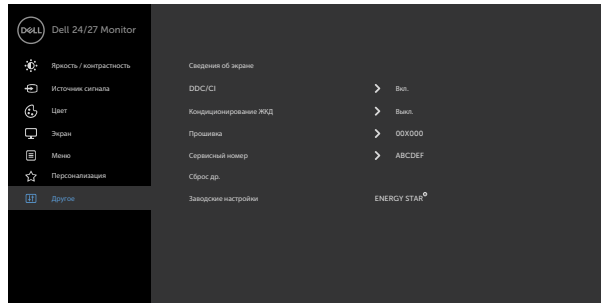 DELL Dell 24/27 Monitor
Яркость / контрастность
Источник сигнала
Цвет
Экран
Меню
Персонализация
Другое
Сведения об экране
DDC/CI Вкл.
Кондиционирование ЖКД Выкл.
Прошивка 00X000
Сервисный номер ABCDEF
Сброс др.
Заводские настройки ENERGY STAR